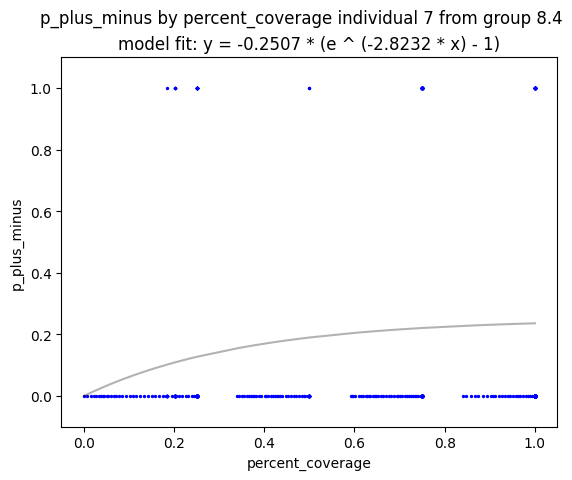 p_plus_minus by percent_coverage individual 7 from group 8.4
model fit: y = -0.2507 * (e ^ (-2.8232 * x) - 1)
1.0
0.8
0.6
0.4
0.2
0.0
p_plus_minus
0.0 0.2 0.4 0.6 0.8 1.0
percent_coverage